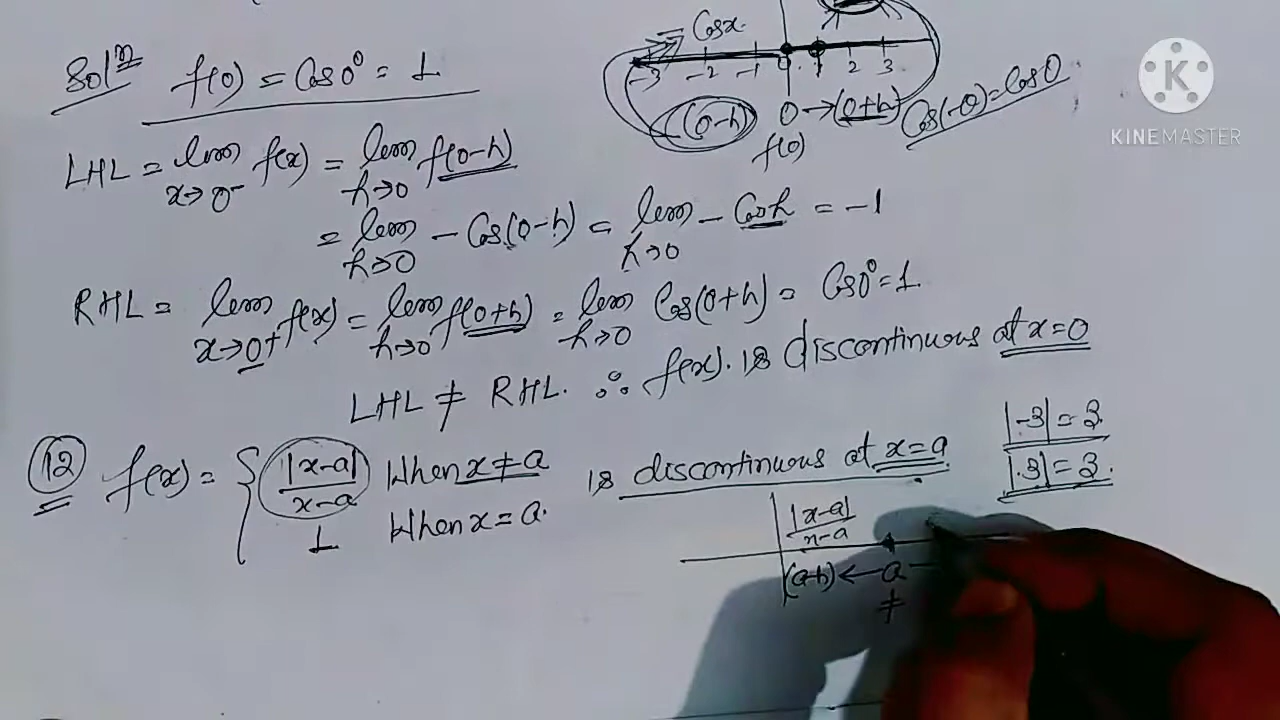 Solⁿ f(0) = Cos0° = 1
Cosx.
-3 -2 -1 0 1 2 3
(0-h) 0→(0+h) Cos(-θ)=Cosθ
f(0)
K
KINEMASTER
LHL = lim x→0⁻ f(x) = lim h→0 f(0-h)
= lim h→0 - Cos(0-h) = lim h→0 - Cosh = -1
RHL = lim x→0⁺ f(x) = lim h→0 f(0+h) = lim h→0 Cos(0+h) = Cos0° = 1.
LHL ≠ RHL. ∴ f(x). is discontinuous at x=0
|-3| = 3.
|3| = 3.
(12) f(x) = { |x-a|/x-a When x≠a is discontinuous at x=a
1 When x=a.
|x-a|/x-a
(a-h) ← a
≠